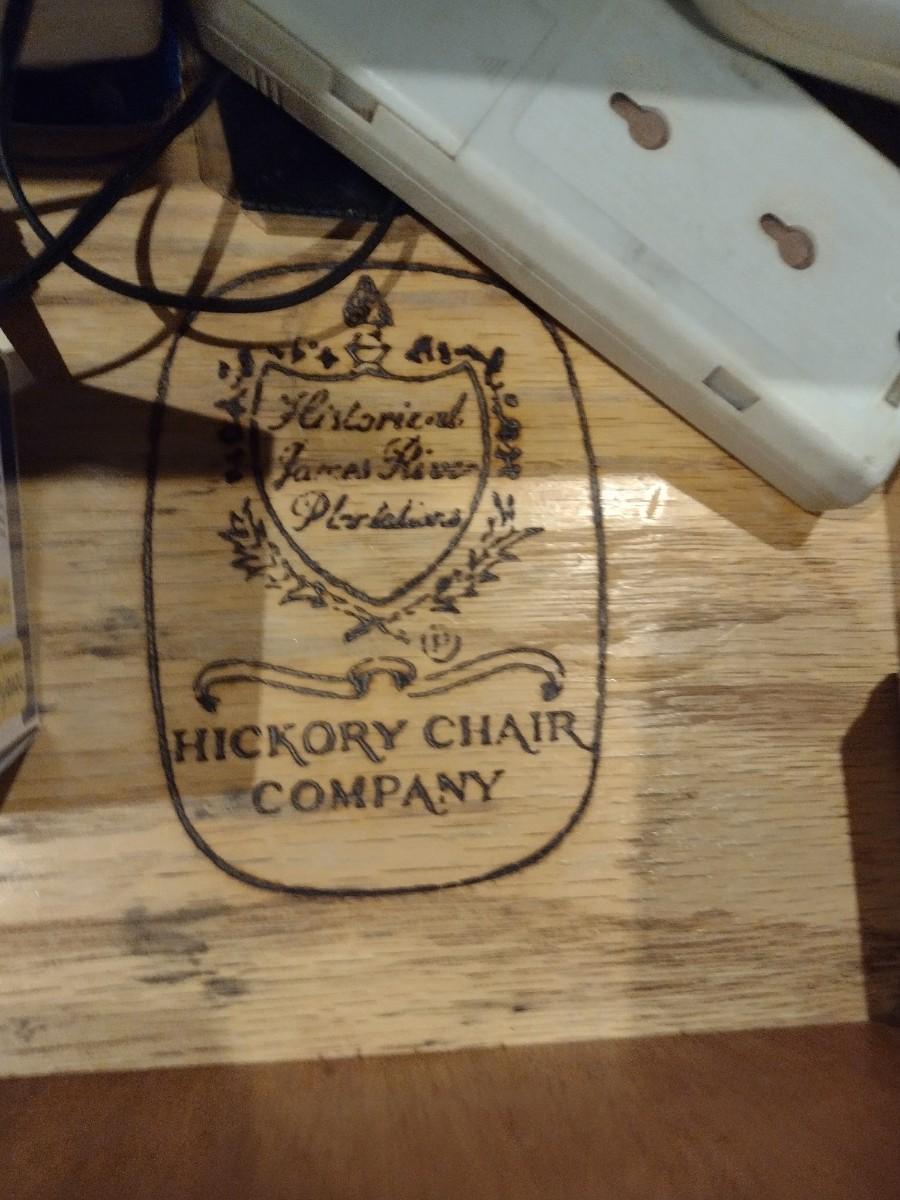 Historical
James River
Plantations
HICKORY CHAIR
COMPANY